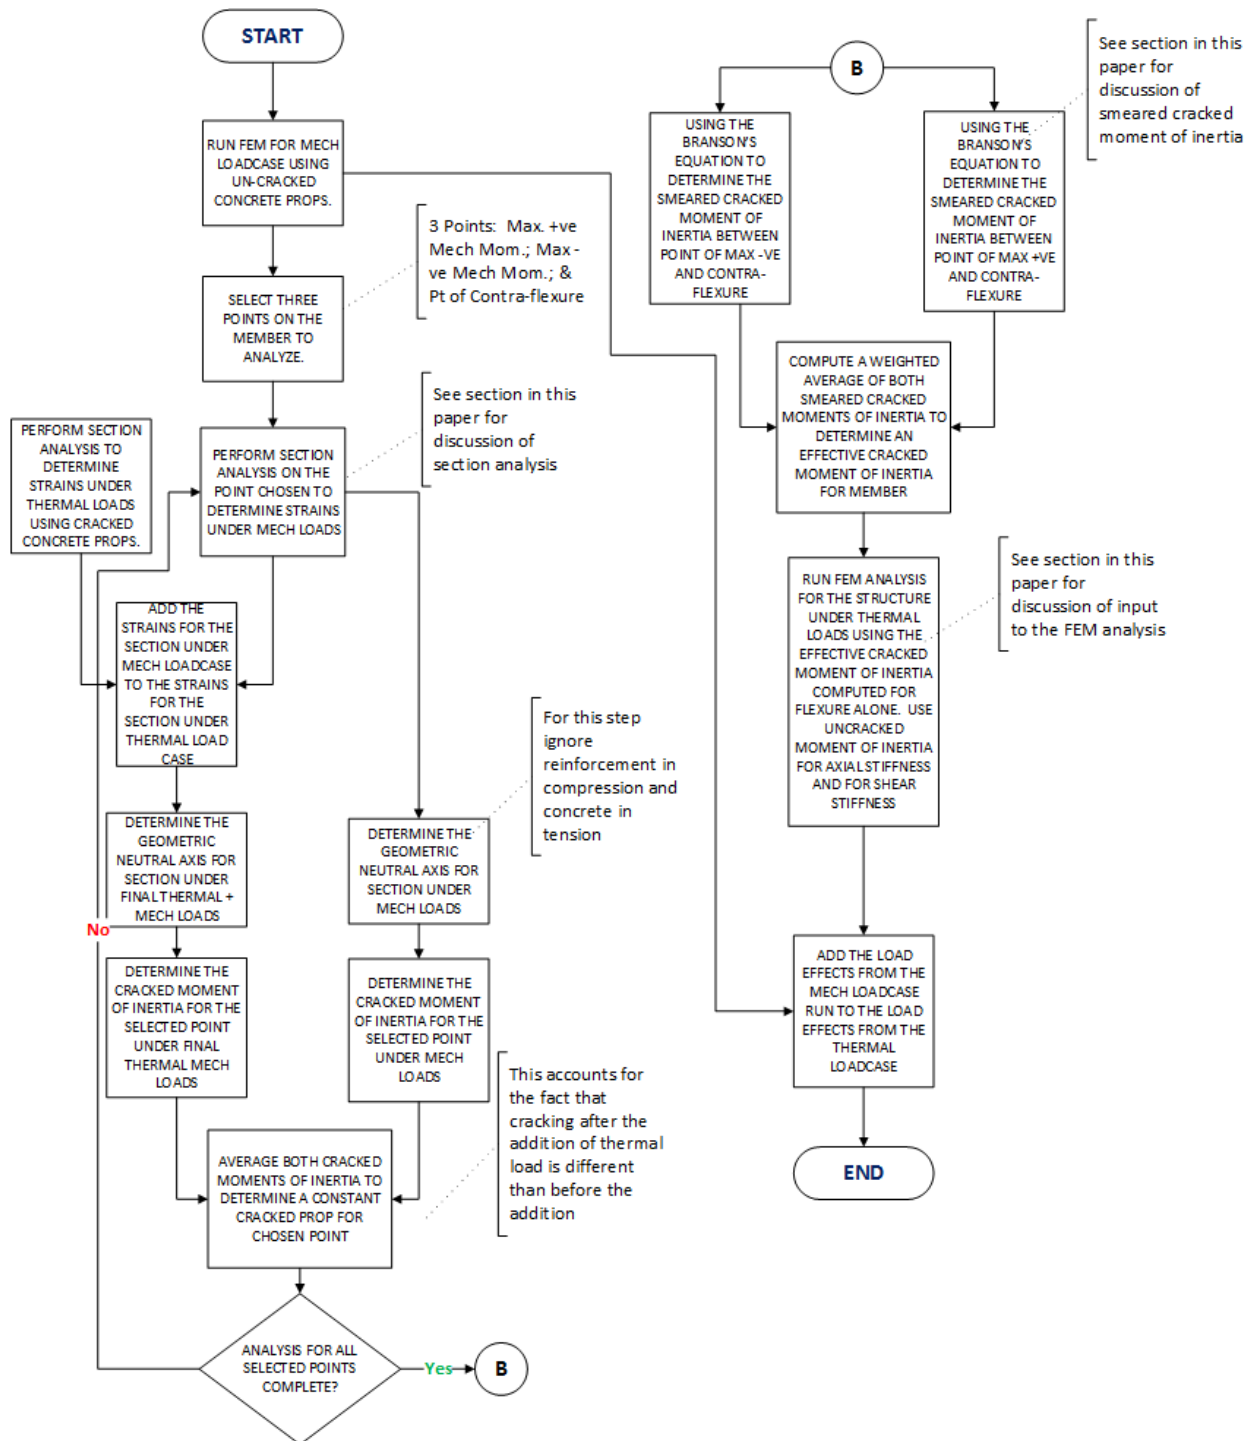 START
RUN FEM FOR MECH
LOADCASE USING
UN-CRACKED
CONCRETE PROPS.
3 Points: Max. +ve
Mech Mom.; Max -
ve Mech Mom.; &
Pt of Contra-flexure
SELECT THREE
POINTS ON THE
MEMBER TO
ANALYZE.
See section in this
paper for
discussion of
section analysis
PERFORM SECTION
ANALYSIS TO
DETERMINE
STRAINS UNDER
THERMAL LOADS
USING CRACKED
CONCRETE PROPS.
PERFORM SECTION
ANALYSIS ON THE
POINT CHOSEN TO
DETERMINE STRAINS
UNDER MECH LOADS
ADD THE
STRAINS FOR THE
SECTION UNDER
MECH LOADCASE
TO THE STRAINS
FOR THE
SECTION UNDER
THERMAL LOAD
CASE
For this step
ignore
reinforcement in
compression and
concrete in
tension
DETERMINE THE
GEOMETRIC
NEUTRAL AXIS FOR
SECTION UNDER
FINAL THERMAL +
MECH LOADS
DETERMINE THE
GEOMETRIC
NEUTRAL AXIS FOR
SECTION UNDER
MECH LOADS
No
DETERMINE THE
CRACKED MOMENT
OF INERTIA FOR THE
SELECTED POINT
UNDER FINAL
THERMAL MECH
LOADS
DETERMINE THE
CRACKED MOMENT
OF INERTIA FOR THE
SELECTED POINT
UNDER MECH
LOADS
This accounts for
the fact that
cracking after the
addition of thermal
load is different
than before the
addition
AVERAGE BOTH CRACKED
MOMENTS OF INERTIA TO
DETERMINE A CONSTANT
CRACKED PROP FOR
CHOSEN POINT
ANALYSIS FOR ALL
SELECTED POINTS
COMPLETE?
Yes
B
B
See section in this
paper for
discussion of
smeared cracked
moment of inertia
USING THE
BRANSON'S
EQUATION TO
DETERMINE THE
SMEARED CRACKED
MOMENT OF
INERTIA BETWEEN
POINT OF MAX -VE
AND CONTRA-
FLEXURE
USING THE
BRANSON'S
EQUATION TO
DETERMINE THE
SMEARED CRACKED
MOMENT OF
INERTIA BETWEEN
POINT OF MAX +VE
AND CONTRA-
FLEXURE
COMPUTE A WEIGHTED
AVERAGE OF BOTH
SMEARED CRACKED
MOMENTS OF INERTIA TO
DETERMINE AN
EFFECTIVE CRACKED
MOMENT OF INERTIA
FOR MEMBER
See section in this
paper for
discussion of input
to the FEM analysis
RUN FEM ANALYSIS
FOR THE STRUCTURE
UNDER THERMAL
LOADS USING THE
EFFECTIVE CRACKED
MOMENT OF INERTIA
COMPUTED FOR
FLEXURE ALONE. USE
UNCRACKED
MOMENT OF INERTIA
FOR AXIAL STIFFNESS
AND FOR SHEAR
STIFFNESS
ADD THE LOAD
EFFECTS FROM THE
MECH LOADCASE
RUN TO THE LOAD
EFFECTS FROM THE
THERMAL
LOADCASE
END